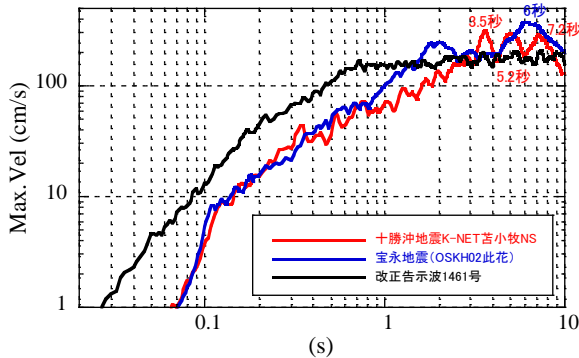 3.5秒
6秒
7.2秒
5.2秒
100
10
1
Max.Vel (cm/s)
十勝沖地震K-NET苫小牧NS
宝永地震(OSKH02此花)
改正告示波1461号
0.1
1
10
(s)